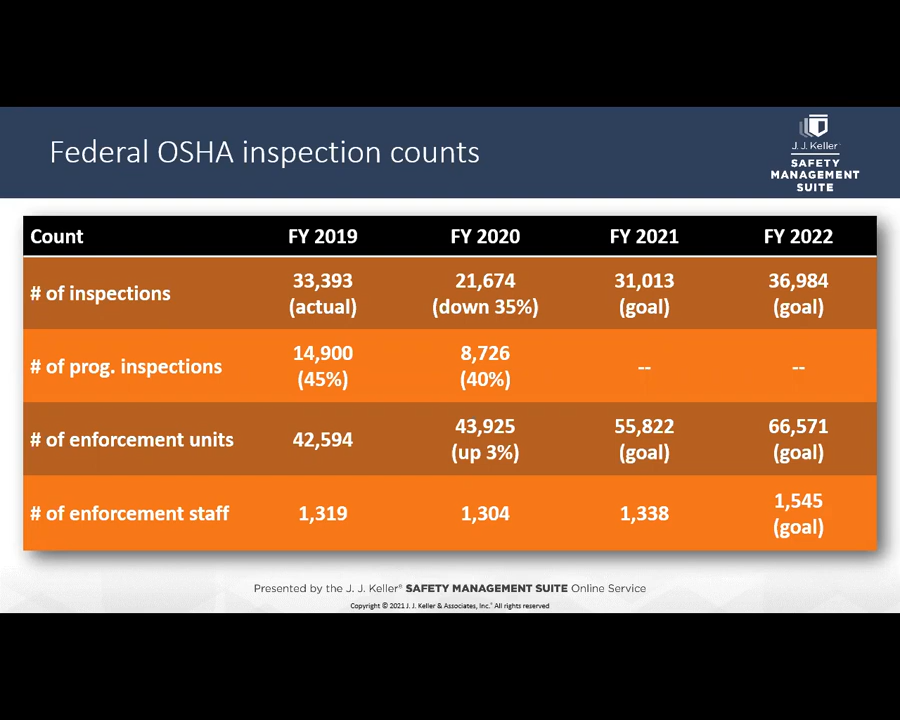 Federal OSHA inspection counts
J. J. Keller
SAFETY
MANAGEMENT
SUITE
Count FY 2019 FY 2020 FY 2021 FY 2022
# of inspections 33,393 (actual) 21,674 (down 35%) 31,013 (goal) 36,984 (goal)
# of prog. inspections 14,900 (45%) 8,726 (40%) -- --
# of enforcement units 42,594 43,925 (up 3%) 55,822 (goal) 66,571 (goal)
# of enforcement staff 1,319 1,304 1,338 1,545 (goal)
Presented by the J. J. Keller® SAFETY MANAGEMENT SUITE Online Service
Copyright © 2021 J. J. Keller & Associates, Inc.® All rights reserved